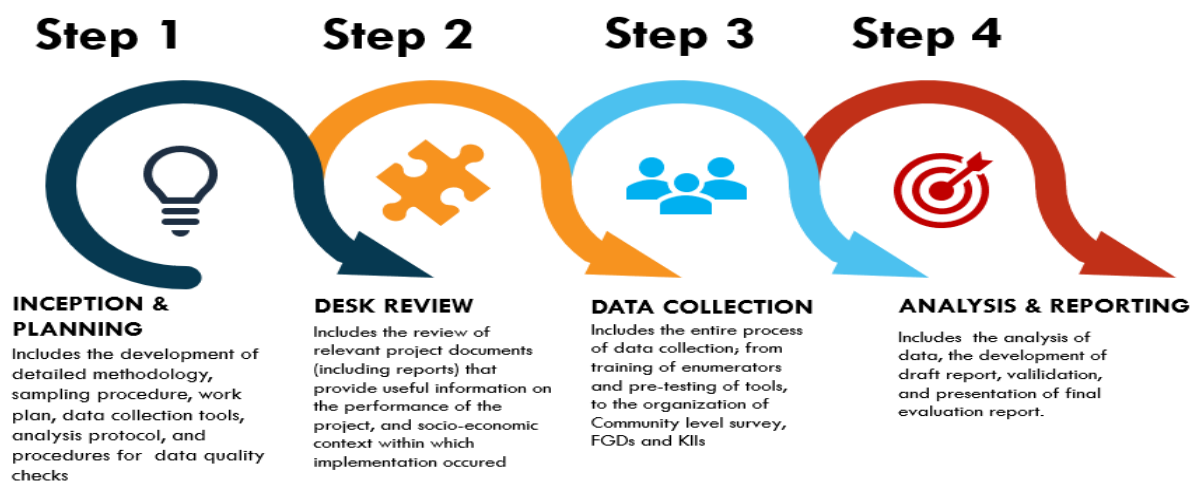 Step 1
Step 2
Step 3
Step 4
INCEPTION &
PLANNING
Includes the development of
detailed methodology,
sampling procedure, work
plan, data collection tools,
analysis protocol, and
procedures for data quality
checks
DESK REVIEW
Includes the review of
relevant project documents
(including reports) that
provide useful information on
the performance of the
project, and socio-economic
context within which
implementation occured
DATA COLLECTION
Includes the entire process
of data collection; from
training of enumerators
and pre-testing of tools,
to the organization of
Community level survey,
FGDs and KIIs
ANALYSIS & REPORTING
Includes the analysis of
data, the development of
draft report, valilidation,
and presentation of final
evaluation report.